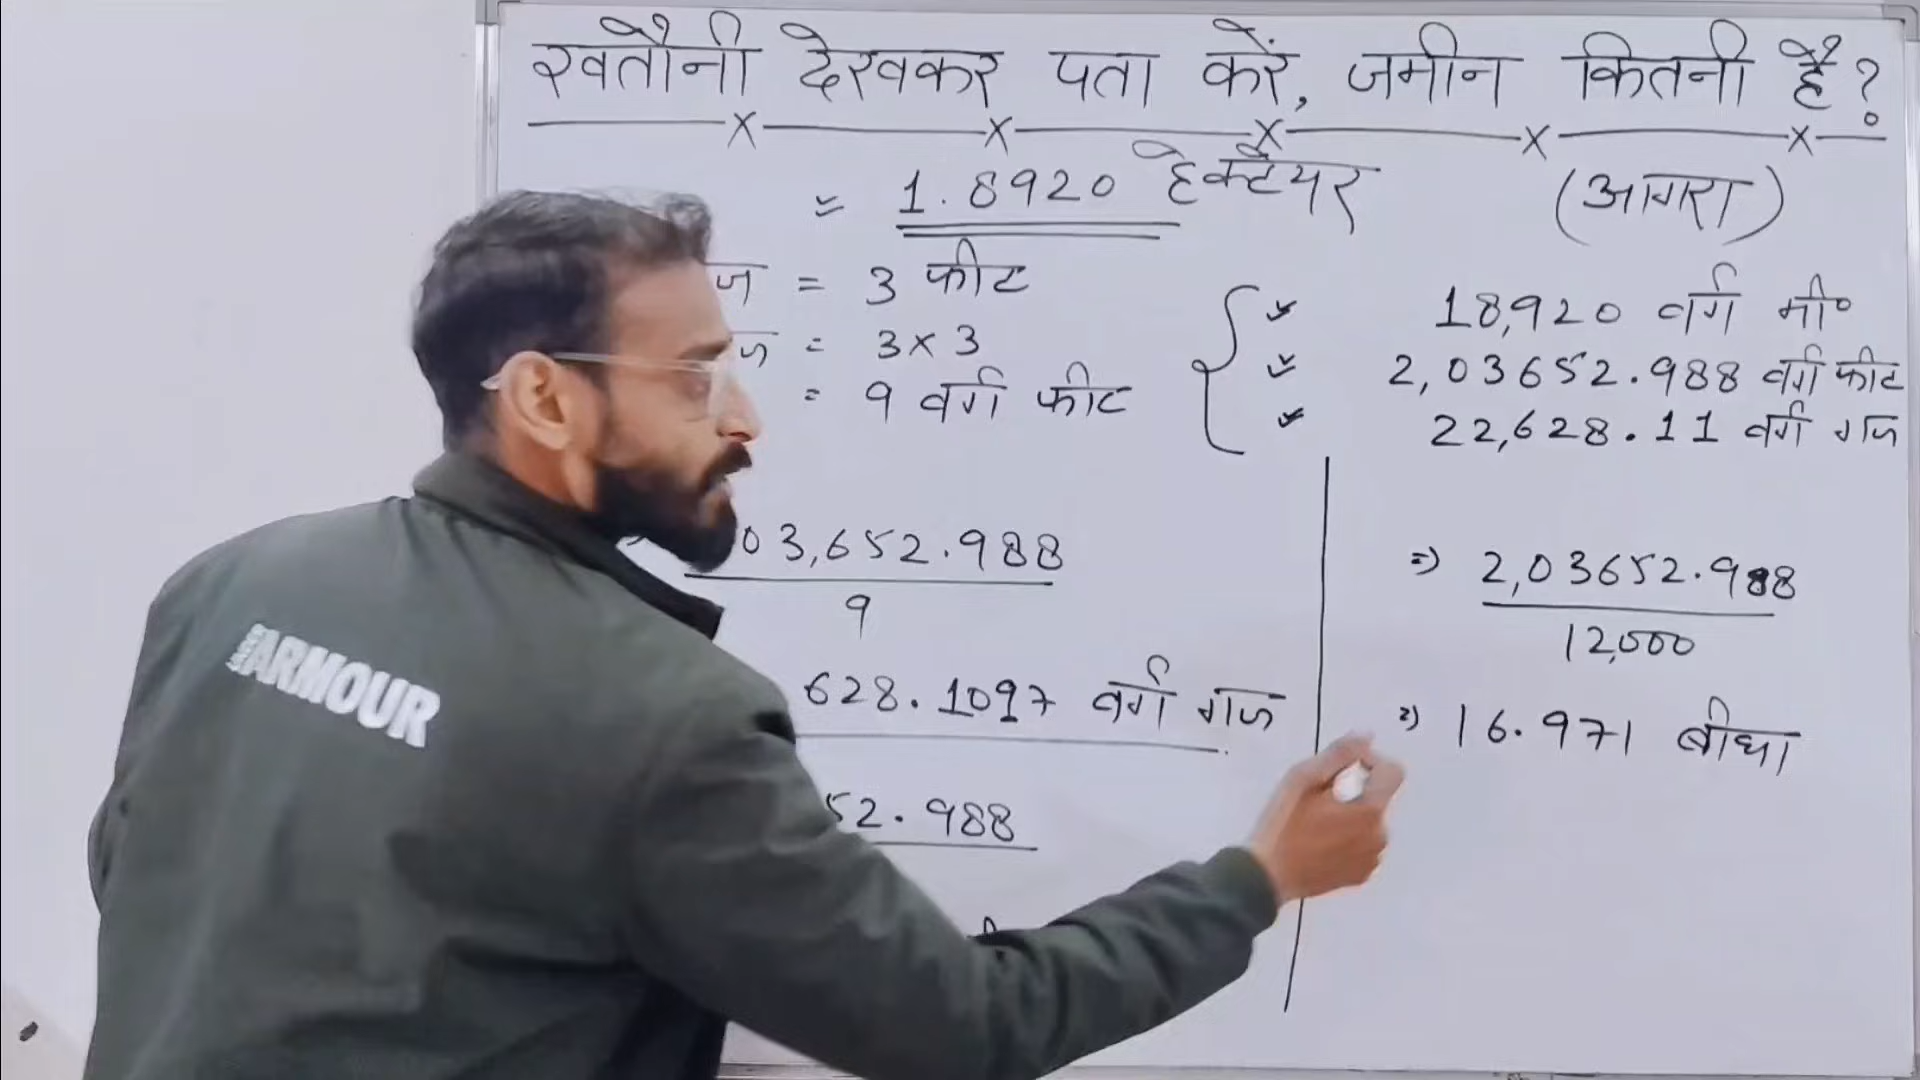 खतौनी देखकर पता करें, जमीन कितनी है?
= 1.8920 हेक्टेयर (आगरा)
ज = 3 फीट
= 3×3
= 9 वर्ग फीट
18,920 वर्ग मी०
2,03652.988 वर्ग फीट
22,628.11 वर्ग गज
03,652.988
9
628.1097 वर्ग गज
52.988
⇒ 2,03652.988
12,000
⇒ 16.971 बीघा
ARMOUR